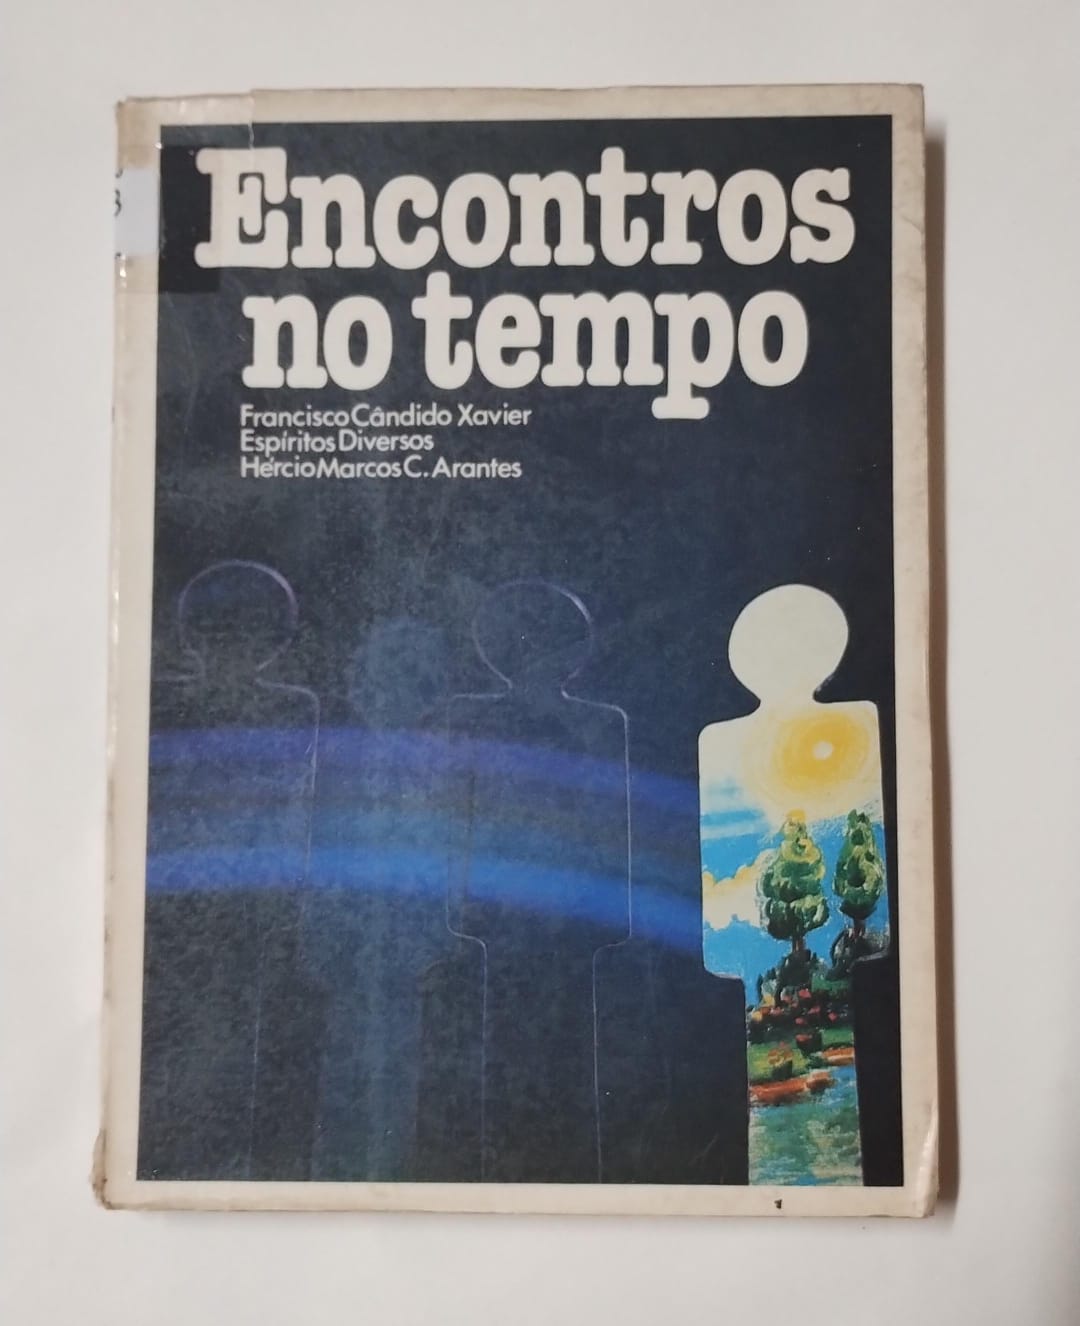 Encontros
no tempo
Francisco Cândido Xavier
Espíritos Diversos
Hércio Marcos C. Arantes